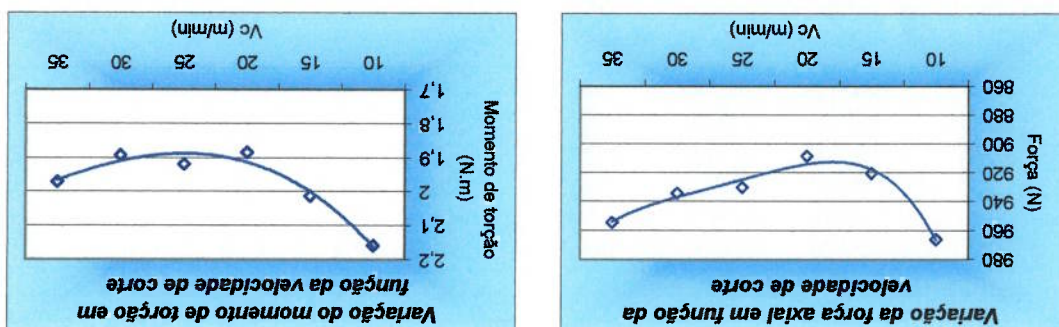 Variação da força axial em função da
velocidade de corte
Força (N)
980
960
940
920
900
880
860
10 15 20 25 30 35
Vc (m/min)
Variação do momento de torção em
função da velocidade de corte
Momento de torção
(N.m)
2,2
2,1
2
1,9
1,8
1,7
10 15 20 25 30 35
Vc (m/min)